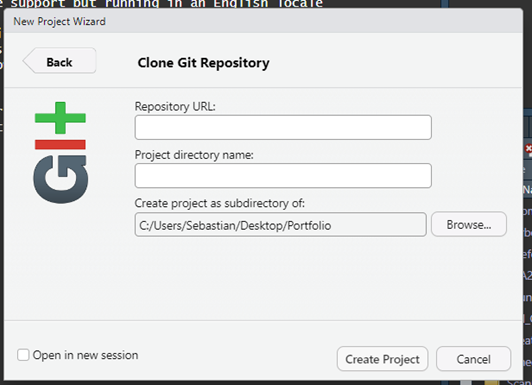 e support but running in an English locale
New Project Wizard
Back
Clone Git Repository
GIt
Repository URL:
Project directory name:
Create project as subdirectory of:
C:/Users/Sebastian/Desktop/Portfolio
Browse...
Open in new session
Create Project
Cancel